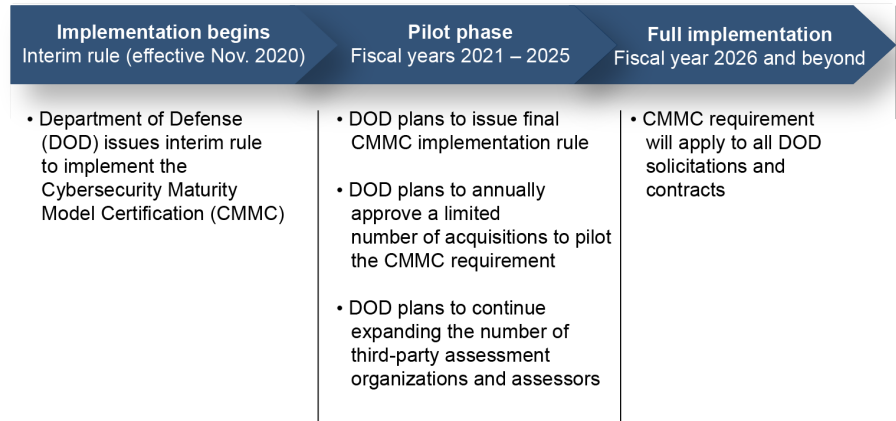 Implementation begins
Interim rule (effective Nov. 2020)
• Department of Defense
(DOD) issues interim rule
to implement the
Cybersecurity Maturity
Model Certification (CMMC)
Pilot phase
Fiscal years 2021 – 2025
• DOD plans to issue final
CMMC implementation rule
• DOD plans to annually
approve a limited
number of acquisitions to pilot
the CMMC requirement
• DOD plans to continue
expanding the number of
third-party assessment
organizations and assessors
Full implementation
Fiscal year 2026 and beyond
• CMMC requirement
will apply to all DOD
solicitations and
contracts